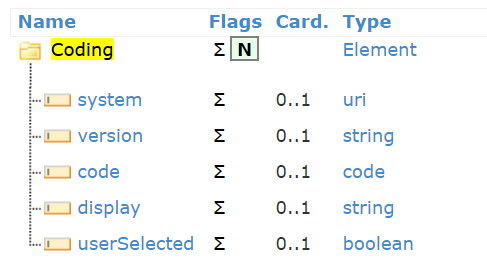 Name Flags Card. Type
Coding Σ N Element
system Σ 0..1 uri
version Σ 0..1 string
code Σ 0..1 code
display Σ 0..1 string
userSelected Σ 0..1 boolean